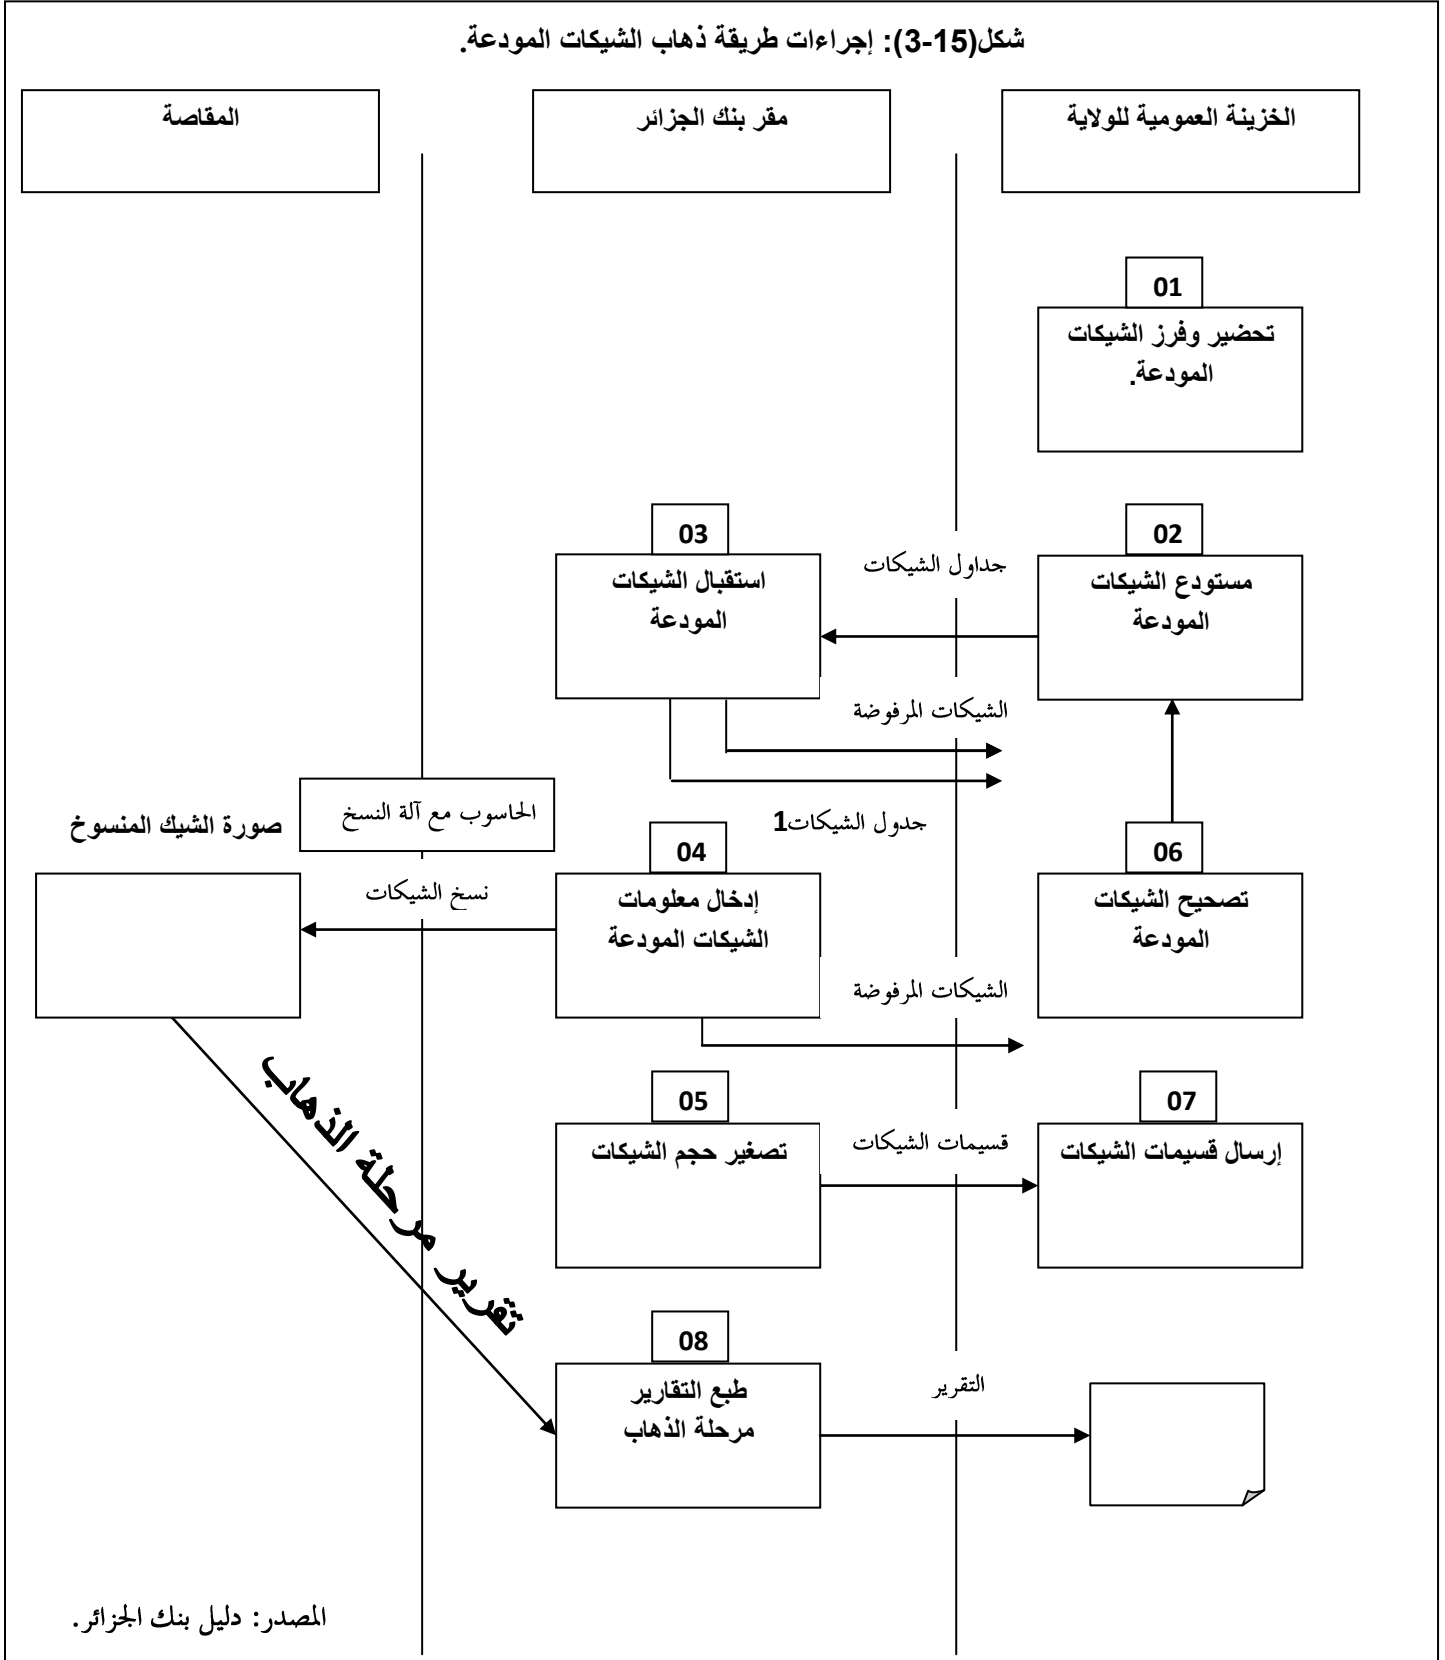 شكل(3-15): إجراءات طريقة ذهاب الشيكات المودعة.
الخزينة العمومية للولاية
مقر بنك الجزائر
المقاصة
01
تحضير وفرز الشيكات
المودعة.
02
مستودع الشيكات
المودعة
جداول الشيكات
03
استقبال الشيكات
المودعة
الشيكات المرفوضة
جدول الشيكات1
الحاسوب مع آلة النسخ
صورة الشيك المنسوخ
06
تصحيح الشيكات
المودعة
04
إدخال معلومات
الشيكات المودعة
نسخ الشيكات
الشيكات المرفوضة
07
إرسال قسيمات الشيكات
قسيمات الشيكات
05
تصغير حجم الشيكات
تقرير مرحلة الذهاب
08
طبع التقارير
مرحلة الذهاب
التقرير
المصدر: دليل بنك الجزائر.